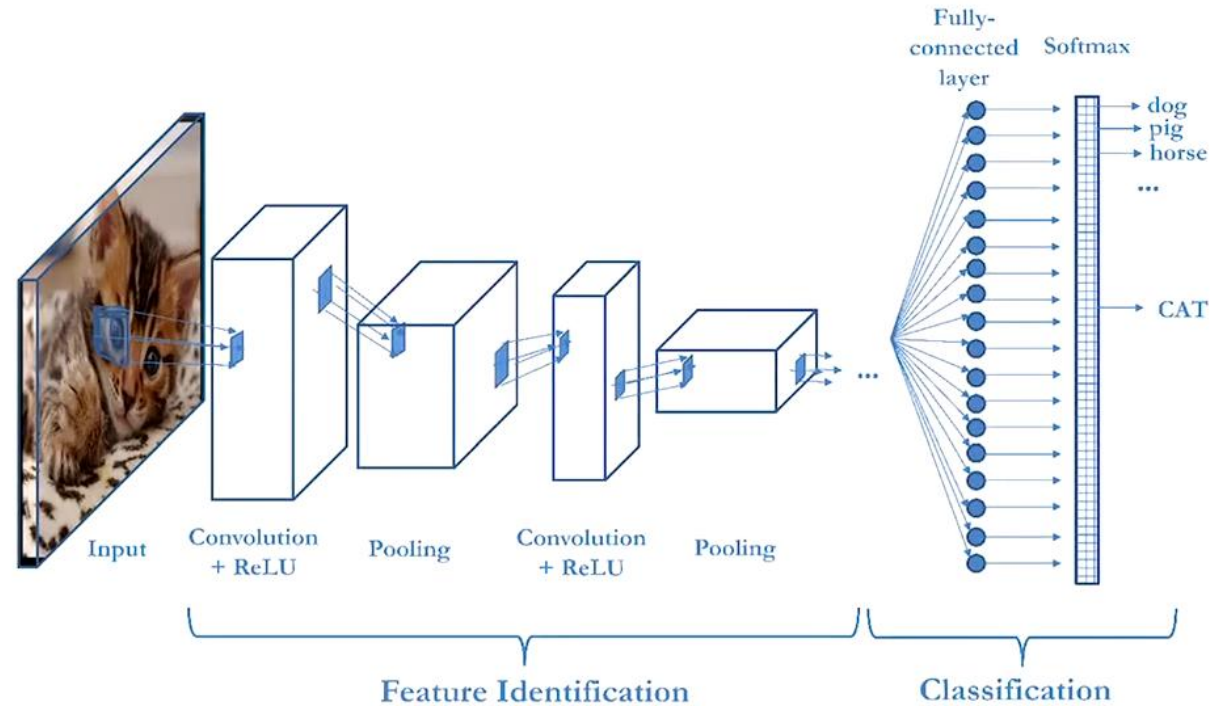 Fully-
connected
layer
Softmax
dog
pig
horse
...
CAT
...
Input
Convolution
+ ReLU
Pooling
Convolution
+ ReLU
Pooling
Feature Identification
Classification